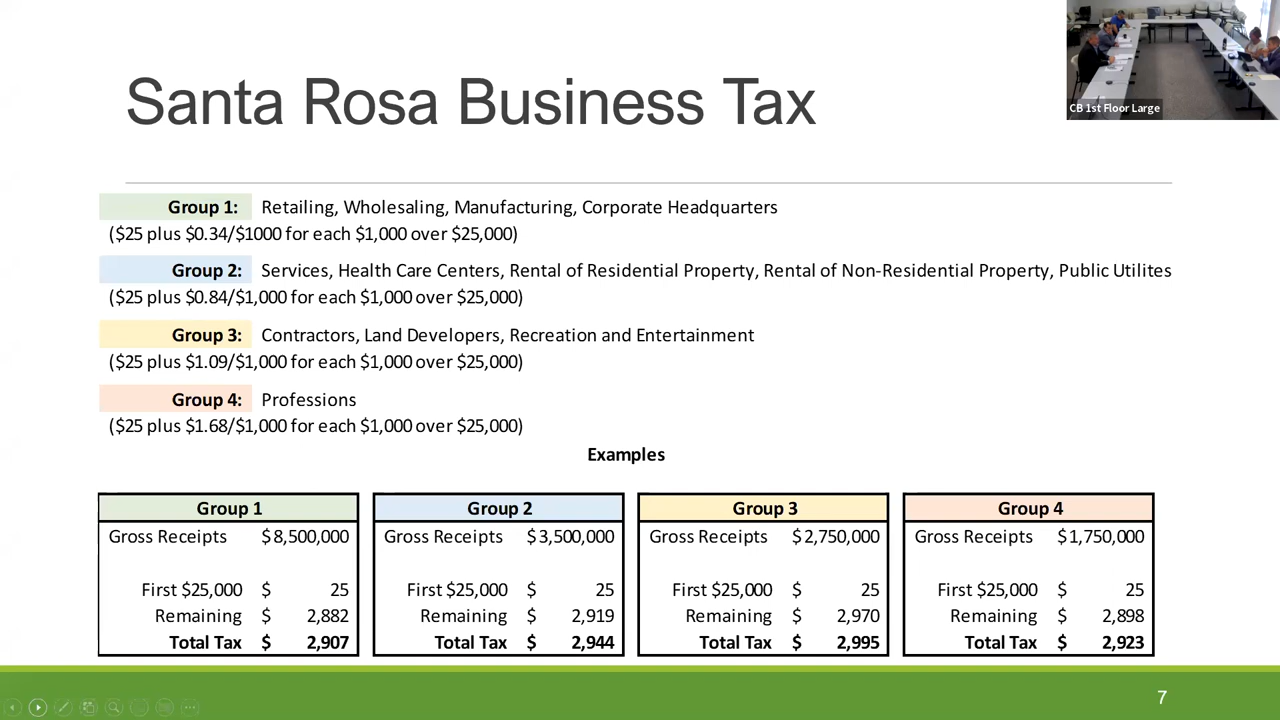 CB 1st Floor Large
Santa Rosa Business Tax
Group 1: Retailing, Wholesaling, Manufacturing, Corporate Headquarters
($25 plus $0.34/$1000 for each $1,000 over $25,000)
Group 2: Services, Health Care Centers, Rental of Residential Property, Rental of Non-Residential Property, Public Utilites
($25 plus $0.84/$1,000 for each $1,000 over $25,000)
Group 3: Contractors, Land Developers, Recreation and Entertainment
($25 plus $1.09/$1,000 for each $1,000 over $25,000)
Group 4: Professions
($25 plus $1.68/$1,000 for each $1,000 over $25,000)
Examples
Group 1
Gross Receipts $8,500,000
First $25,000 $ 25
Remaining $ 2,882
Total Tax $ 2,907
Group 2
Gross Receipts $3,500,000
First $25,000 $ 25
Remaining $ 2,919
Total Tax $ 2,944
Group 3
Gross Receipts $2,750,000
First $25,000 $ 25
Remaining $ 2,970
Total Tax $ 2,995
Group 4
Gross Receipts $1,750,000
First $25,000 $ 25
Remaining $ 2,898
Total Tax $ 2,923
7